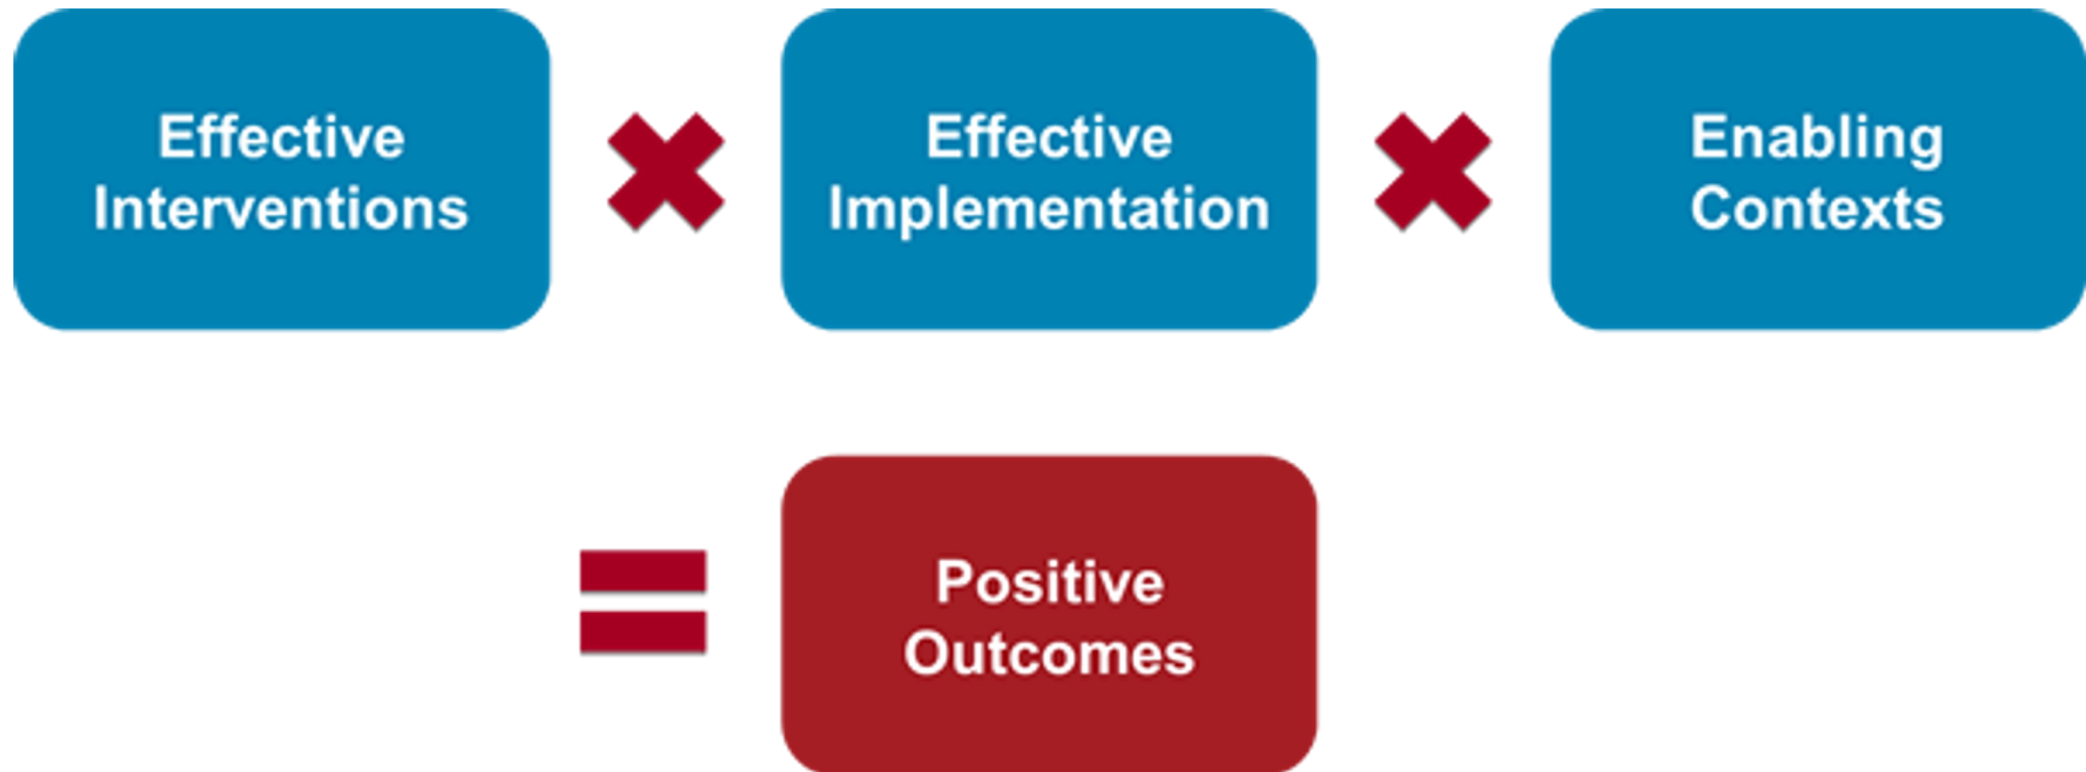 Effective
Interventions
Effective
Implementation
Enabling
Contexts
Positive
Outcomes